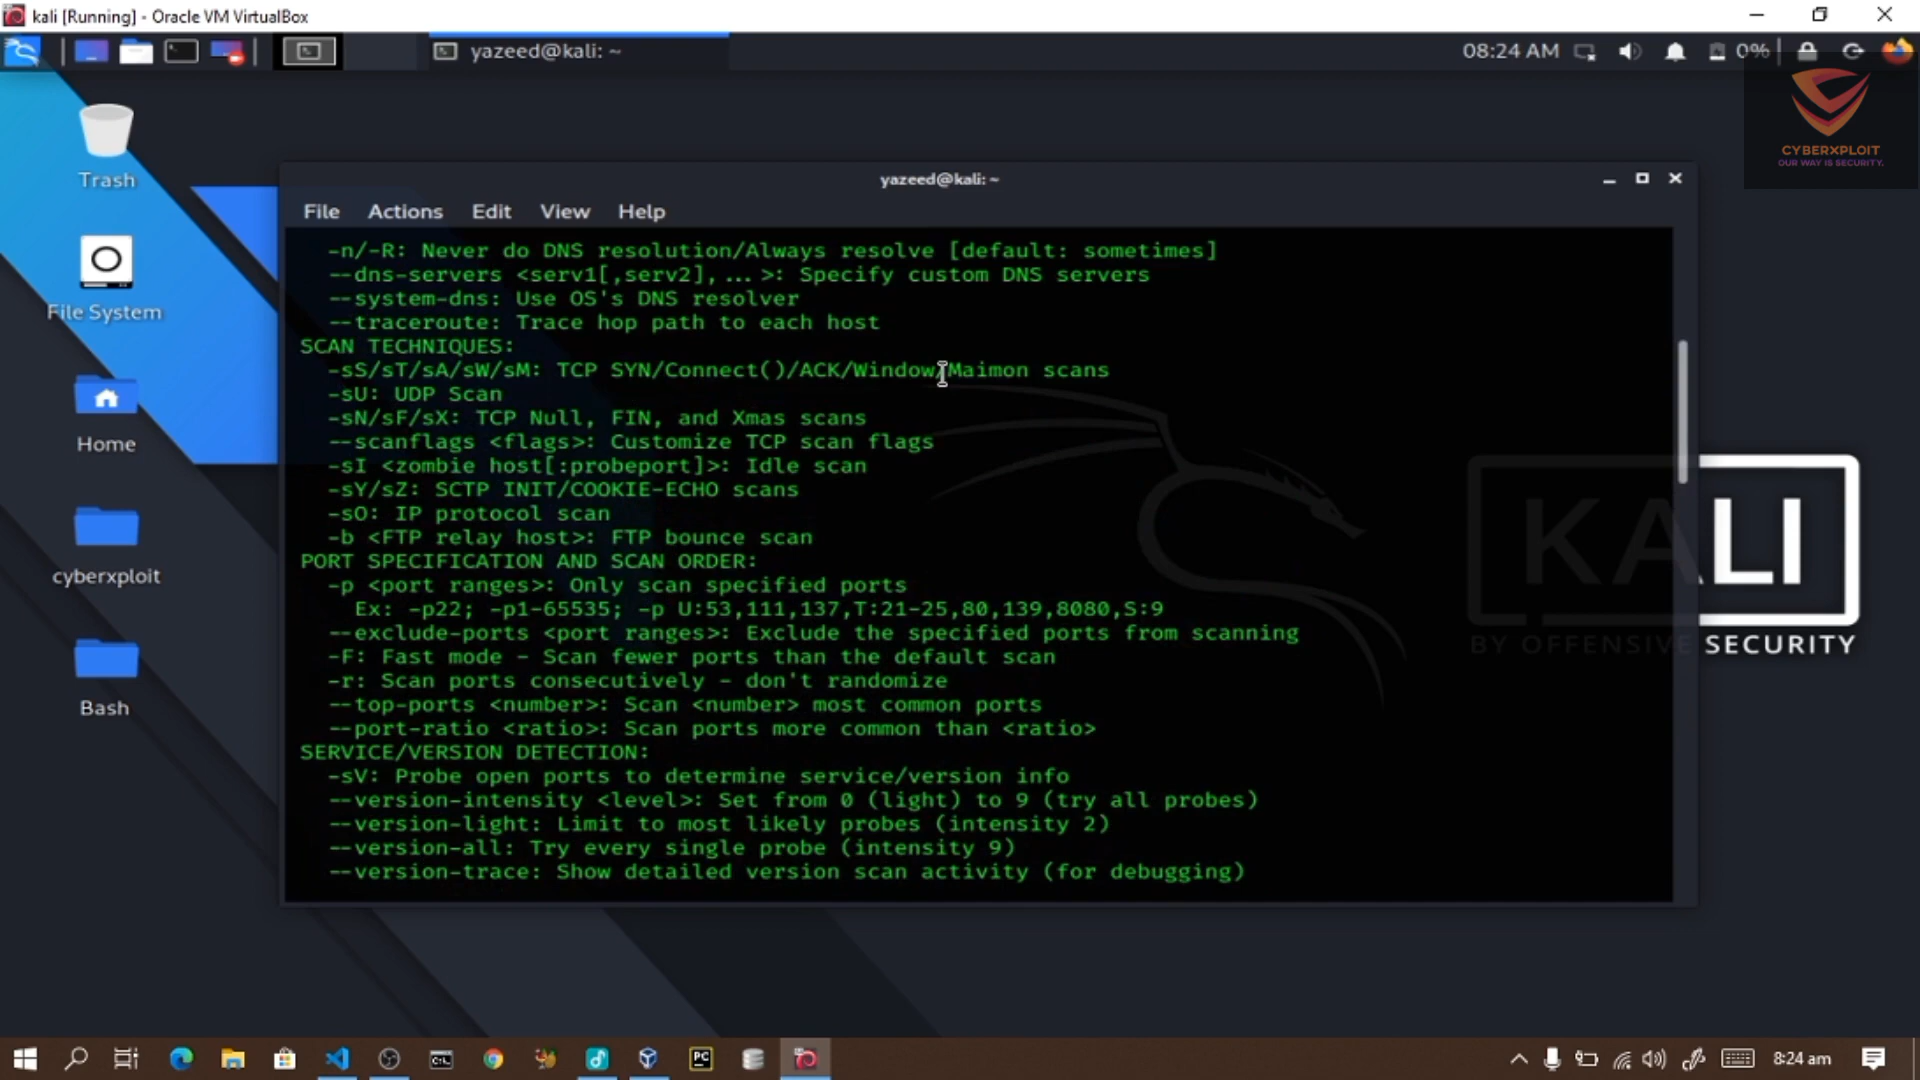 kali [Running] - Oracle VM VirtualBox
yazeed@kali: ~
08:24 AM
0%
CYBERXPLOIT
OUR WAY IS SECURITY.
Trash
File System
Home
cyberxploit
Bash
yazeed@kali: ~
File Actions Edit View Help
-n/-R: Never do DNS resolution/Always resolve [default: sometimes]
--dns-servers <serv1[,serv2],...>: Specify custom DNS servers
--system-dns: Use OS's DNS resolver
--traceroute: Trace hop path to each host
SCAN TECHNIQUES:
-sS/sT/sA/sW/sM: TCP SYN/Connect()/ACK/Window/Maimon scans
-sU: UDP Scan
-sN/sF/sX: TCP Null, FIN, and Xmas scans
--scanflags <flags>: Customize TCP scan flags
-sI <zombie host[:probeport]>: Idle scan
-sY/sZ: SCTP INIT/COOKIE-ECHO scans
-sO: IP protocol scan
-b <FTP relay host>: FTP bounce scan
PORT SPECIFICATION AND SCAN ORDER:
-p <port ranges>: Only scan specified ports
Ex: -p22; -p1-65535; -p U:53,111,137,T:21-25,80,139,8080,S:9
--exclude-ports <port ranges>: Exclude the specified ports from scanning
-F: Fast mode - Scan fewer ports than the default scan
-r: Scan ports consecutively - don't randomize
--top-ports <number>: Scan <number> most common ports
--port-ratio <ratio>: Scan ports more common than <ratio>
SERVICE/VERSION DETECTION:
-sV: Probe open ports to determine service/version info
--version-intensity <level>: Set from 0 (light) to 9 (try all probes)
--version-light: Limit to most likely probes (intensity 2)
--version-all: Try every single probe (intensity 9)
--version-trace: Show detailed version scan activity (for debugging)
KALI
BY OFFENSIVE SECURITY
PC
8:24 am